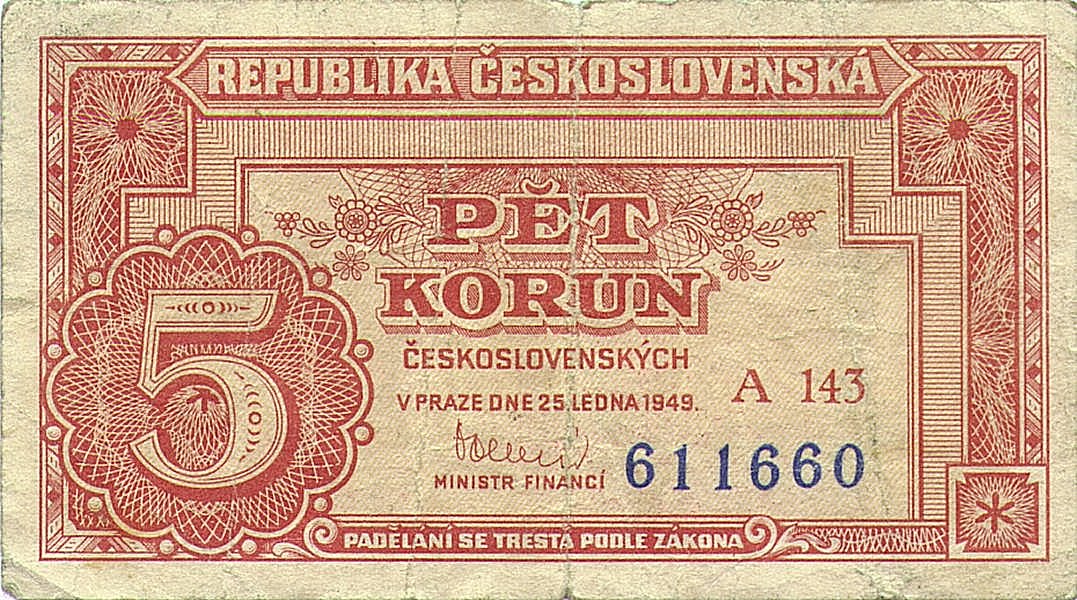 REPUBLIKA ČESKOSLOVENSKÁ
PĚT
KORUN
ČESKOSLOVENSKÝCH
V PRAZE DNE 25 LEDNA 1949.
A 143
MINISTR FINANCÍ
611660
5
PADĚLÁNÍ SE TRESTÁ PODLE ZÁKONA